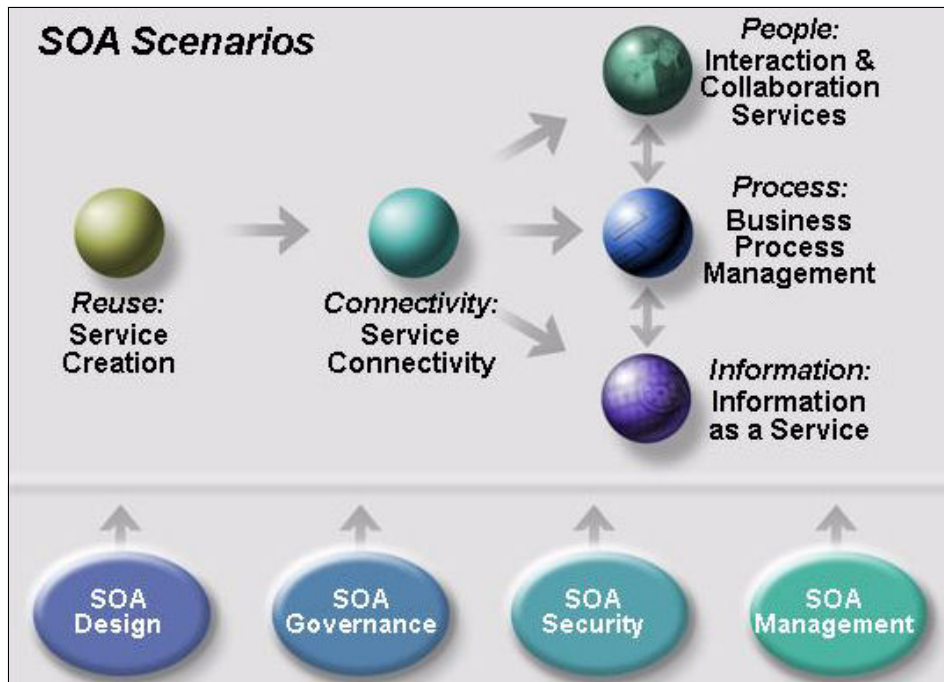 SOA Scenarios
People:
Interaction &
Collaboration
Services
Process:
Business
Process
Management
Reuse:
Service
Creation
Connectivity:
Service
Connectivity
Information:
Information
as a Service
SOA
Design
SOA
Governance
SOA
Security
SOA
Management